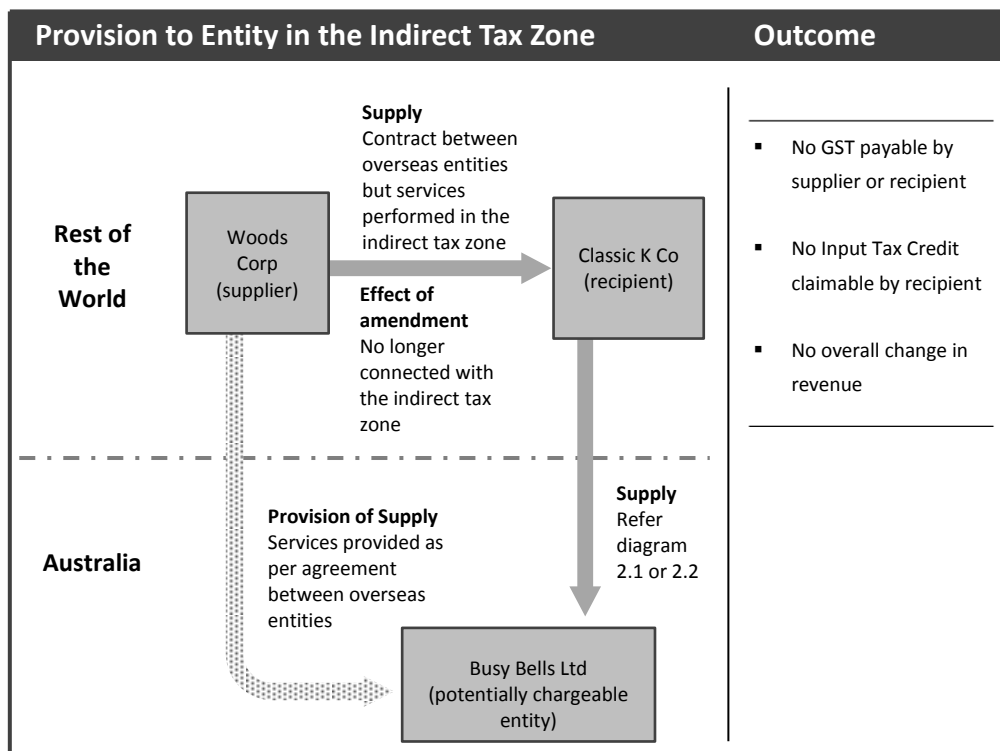 Provision to Entity in the Indirect Tax Zone
Outcome
Supply
Contract between
overseas entities
but services
performed in the
indirect tax zone
Rest of
the
World
Woods
Corp
(supplier)
Classic K Co
(recipient)
Effect of
amendment
No longer
connected with
the indirect tax
zone
▪ No GST payable by
supplier or recipient
▪ No Input Tax Credit
claimable by recipient
▪ No overall change in
revenue
Australia
Provision of Supply
Services provided as
per agreement
between overseas
entities
Supply
Refer
diagram
2.1 or 2.2
Busy Bells Ltd
(potentially chargeable
entity)